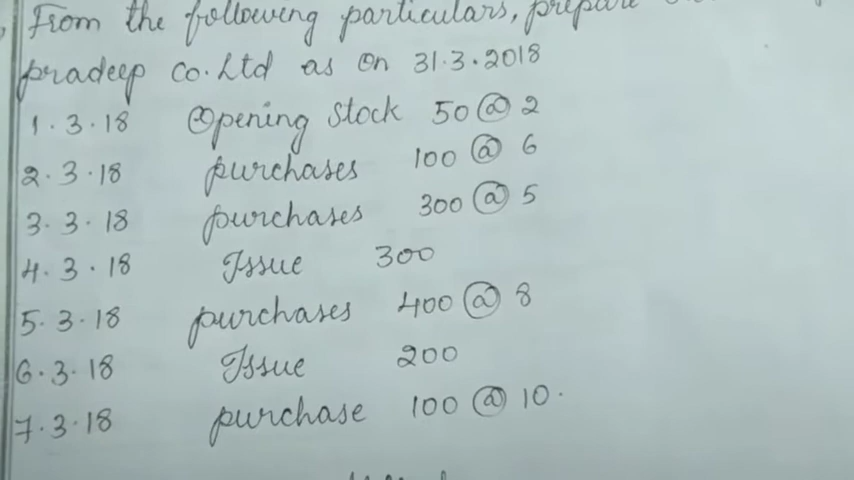 From the following particulars, prepare
pradeep co. Ltd as on 31.3.2018
1.3.18 Opening Stock 50 @ 2
2.3.18 purchases 100 @ 6
3.3.18 purchases 300 @ 5
4.3.18 Issue 300
5.3.18 purchases 400 @ 8
6.3.18 Issue 200
7.3.18 purchase 100 @ 10.